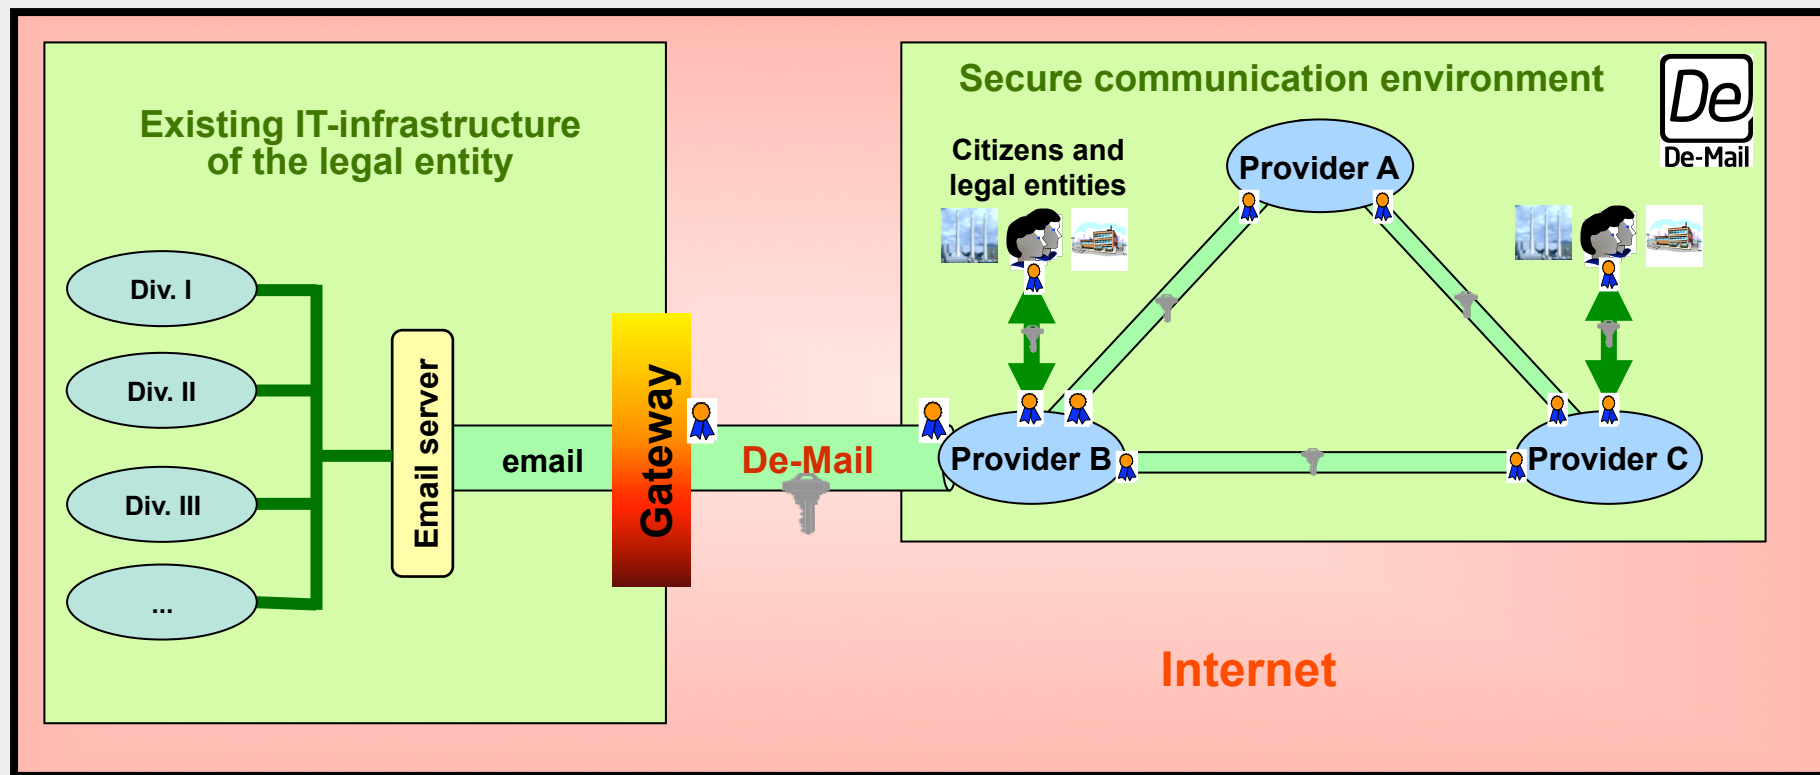 Existing IT-infrastructure
of the legal entity
Div. I
Div. II
Div. III
...
Email server
email
Gateway
De-Mail
Secure communication environment
De
De-Mail
Citizens and
legal entities
Provider A
Provider B
Provider C
Internet